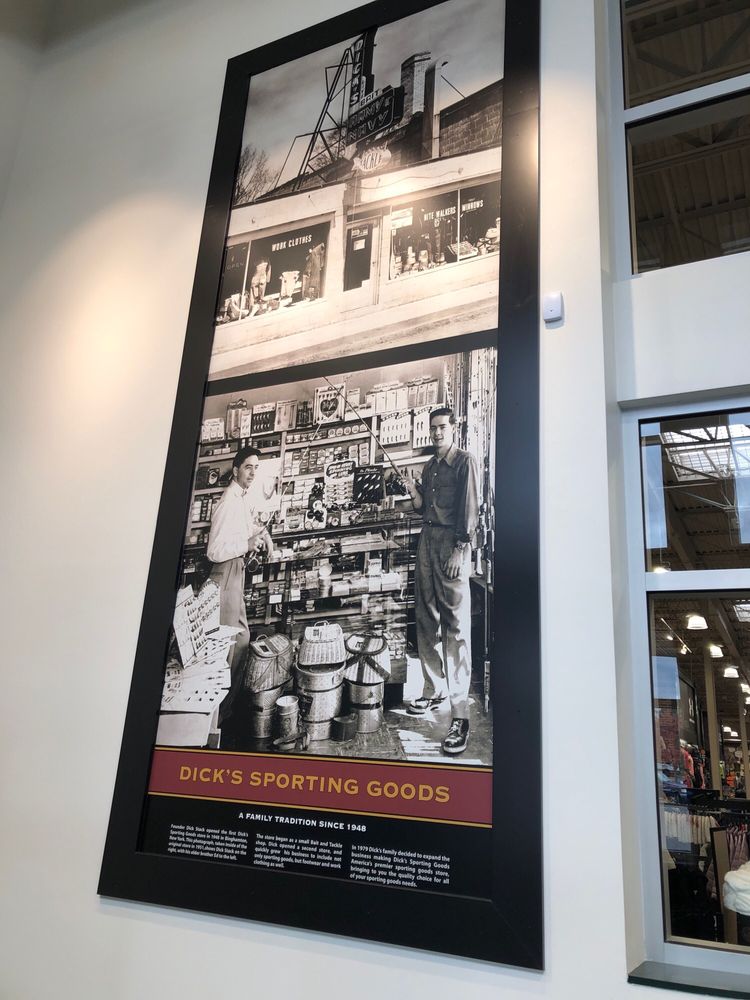 DICK'S
ARMY &
NAVY
WORK CLOTHES
NITE WALKERS
WINDOWS
OPEN
DICK'S SPORTING GOODS
A FAMILY TRADITION SINCE 1948
Founder Dick Stack opened the first Dick's
Sporting Goods store in 1948 in Binghamton,
New York. This photograph, taken inside of the
original store in 1951, shows Dick Stack on the
right, with his older brother Ed to the left.
The store began as a small Bait and Tackle
shop. Dick opened a second store, and
quickly grew his business to include not
only sporting goods, but footwear and work
clothing as well.
In 1979 Dick's family decided to expand the
business making Dick's Sporting Goods
America's premier sporting goods store,
bringing to you the quality choice for all
of your sporting goods needs.